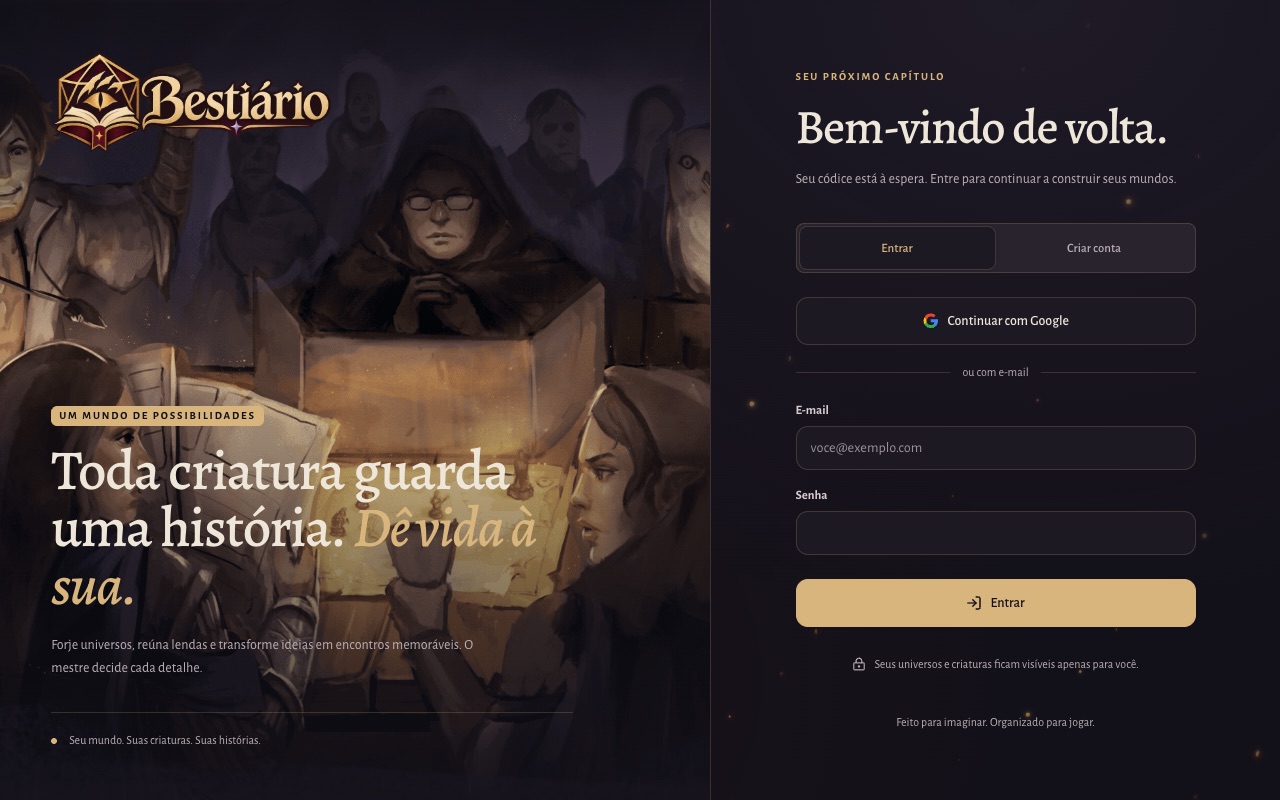 Bestiário
UM MUNDO DE POSSIBILIDADES
Toda criatura guarda
uma história. Dê vida à
sua.
Forje universos, reúna lendas e transforme ideias em encontros memoráveis. O
mestre decide cada detalhe.
Seu mundo. Suas criaturas. Suas histórias.
SEU PRÓXIMO CAPÍTULO
Bem-vindo de volta.
Seu códice está à espera. Entre para continuar a construir seus mundos.
Entrar
Criar conta
Continuar com Google
ou com e-mail
E-mail
voce@exemplo.com
Senha
Entrar
Seus universos e criaturas ficam visíveis apenas para você.
Feito para imaginar. Organizado para jogar.